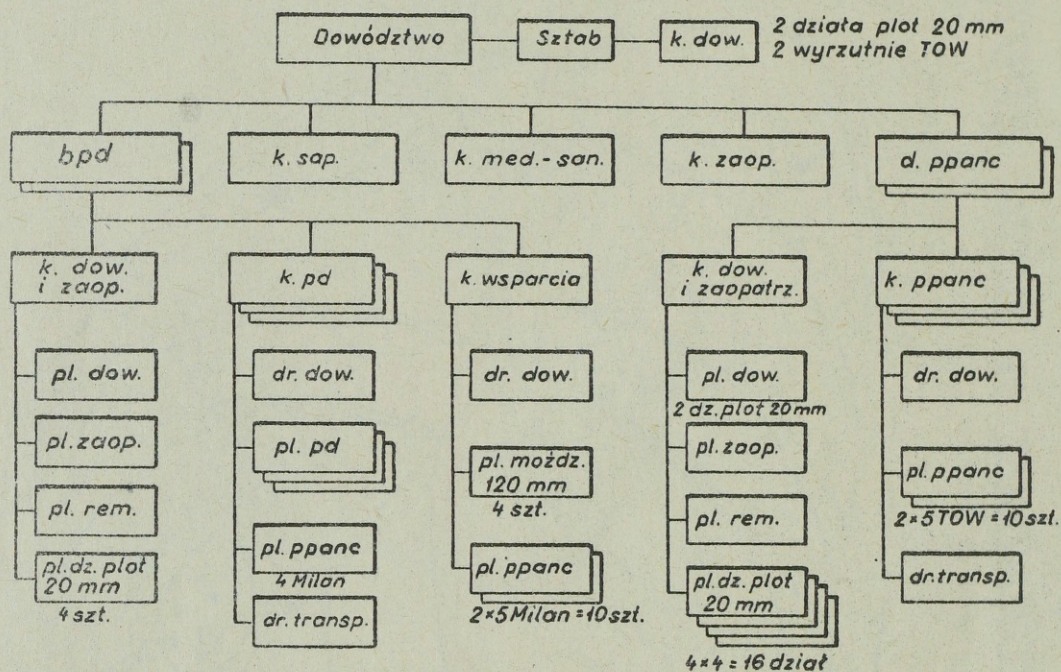 Dowództwo
Sztab
k. dow.
2 działa plot 20 mm
2 wyrzutnie TOW
bpd
k. sap.
k. med.-san.
k. zaop.
d. ppanc
k. dow.
i zaop.
k. pd
k. wsparcia
k. dow.
i zaopatrz.
k. ppanc
pl. dow.
dr. dow.
dr. dow.
pl. dow.
2 dz. plot 20 mm
dr. dow.
pl. zaop.
pl. pd
pl. moździ.
120 mm
4 szt.
pl. zaop.
pl. ppanc
2×5 TOW = 10 szt.
pl. rem.
pl. ppanc
4 Milan
pl. ppanc
2×5 Milan = 10 szt.
pl. rem.
dr. transp.
pl. dz. plot
20 mm
4 szt.
dr. transp.
pl. dz. plot
20 mm
4×4 = 16 dział